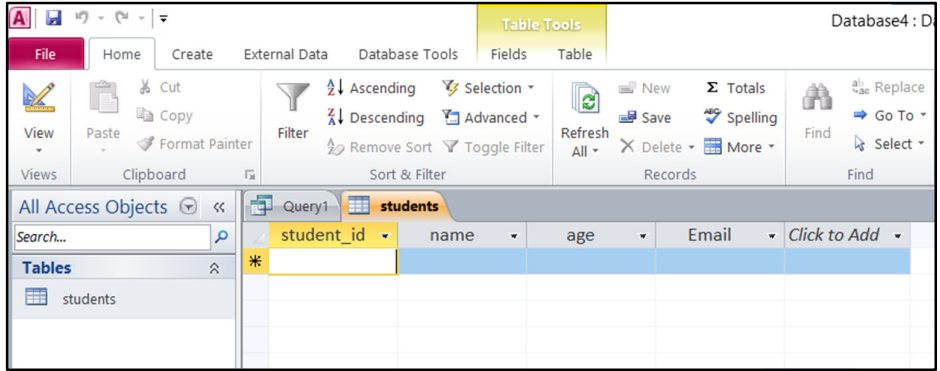 A
Table Tools
Database4 : Da
File Home Create External Data Database Tools Fields Table
View
Views
Paste
Cut
Copy
Format Painter
Clipboard
Filter
Ascending
Descending
Remove Sort
Selection
Advanced
Toggle Filter
Sort & Filter
Refresh
All
New
Save
Delete
Σ Totals
Spelling
More
Records
Find
Replace
Go To
Select
Find
All Access Objects «
Search...
Tables
students
Query1 students
student_id name age Email Click to Add